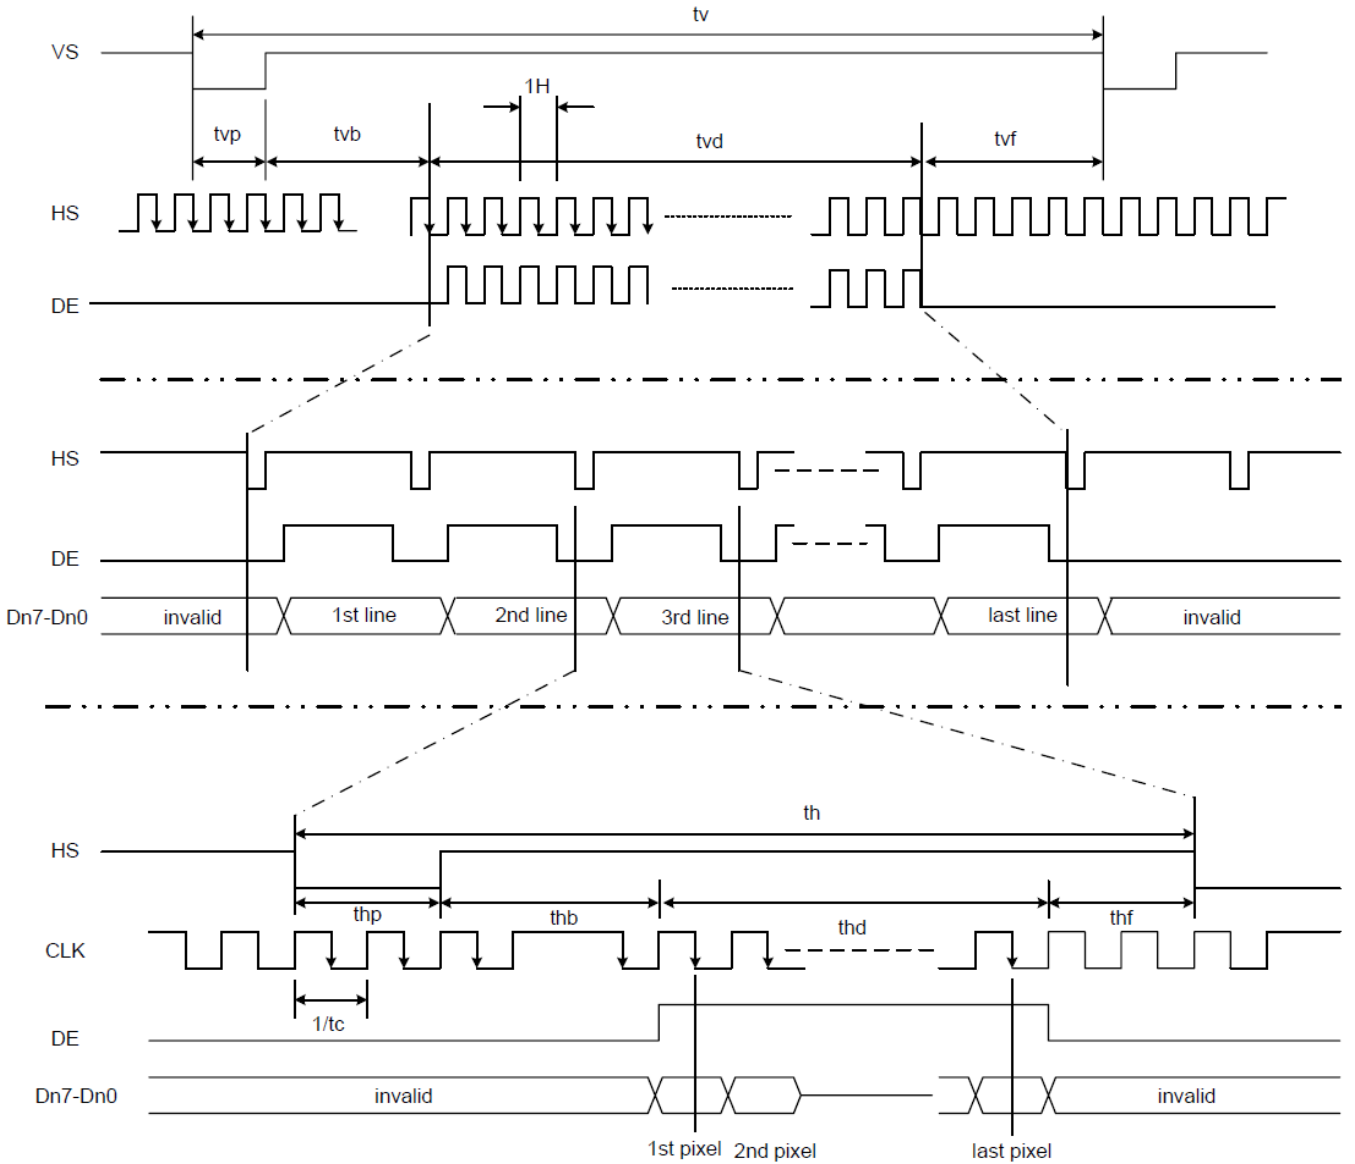 tv
VS
1H
tvp
tvb
tvd
tvf
HS
DE
HS
DE
Dn7-Dn0 invalid 1st line 2nd line 3rd line last line invalid
th
HS
thp thb thd thf
CLK
1/tc
DE
Dn7-Dn0 invalid invalid
1st pixel 2nd pixel last pixel